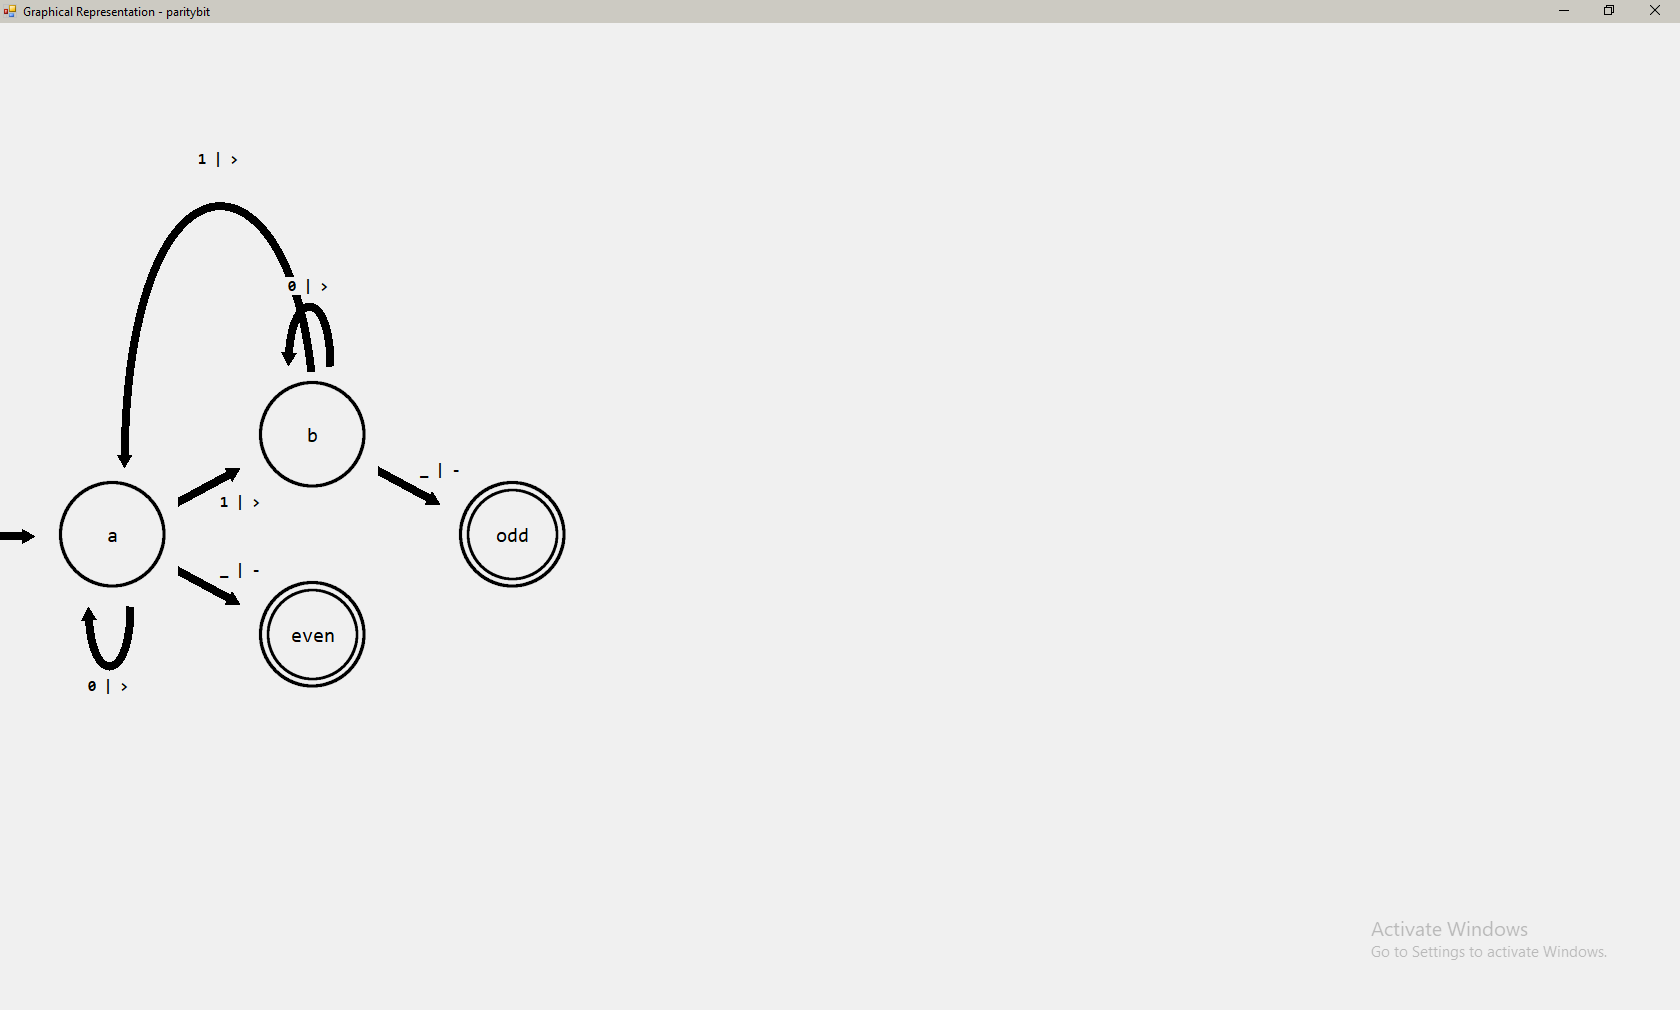 Graphical Representation - paritybit
1 | >
0 | >
b
_ | -
1 | >
a
odd
_ | -
even
0 | >
Activate Windows
Go to Settings to activate Windows.